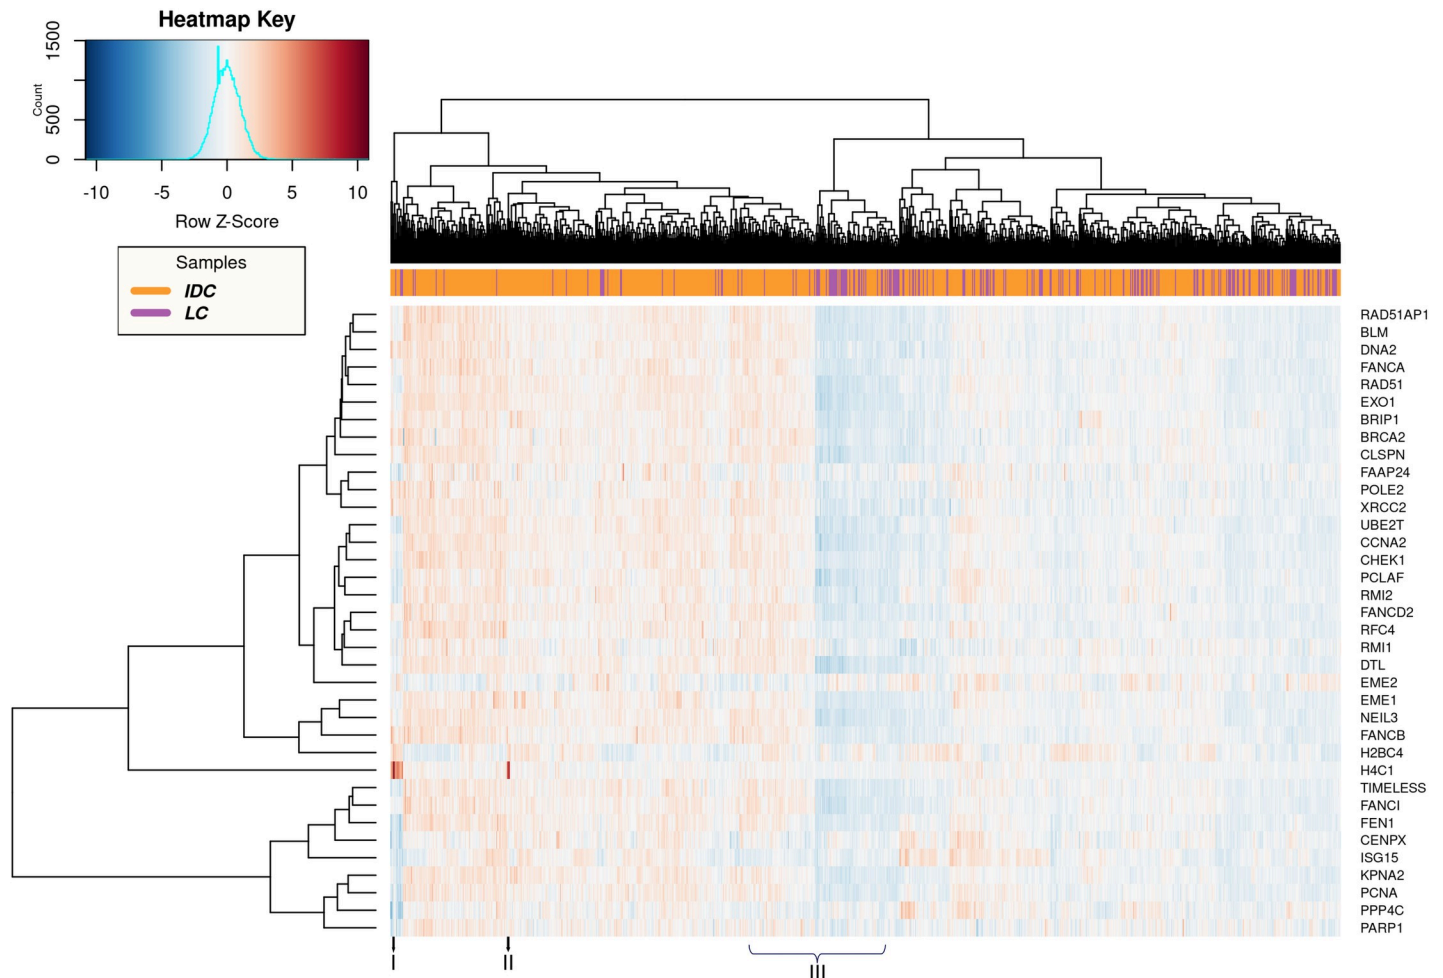 Heatmap Key
1500
500
0
Count
-10 -5 0 5 10
Row Z-Score
Samples
IDC
LC
RAD51AP1
BLM
DNA2
FANCA
RAD51
EXO1
BRIP1
BRCA2
CLSPN
FAAP24
POLE2
XRCC2
UBE2T
CCNA2
CHEK1
PCLAF
RMI2
FANCD2
RFC4
RMI1
DTL
EME2
EME1
NEIL3
FANCB
H2BC4
H4C1
TIMELESS
FANCI
FEN1
CENPX
ISG15
KPNA2
PCNA
PPP4C
PARP1
I II III